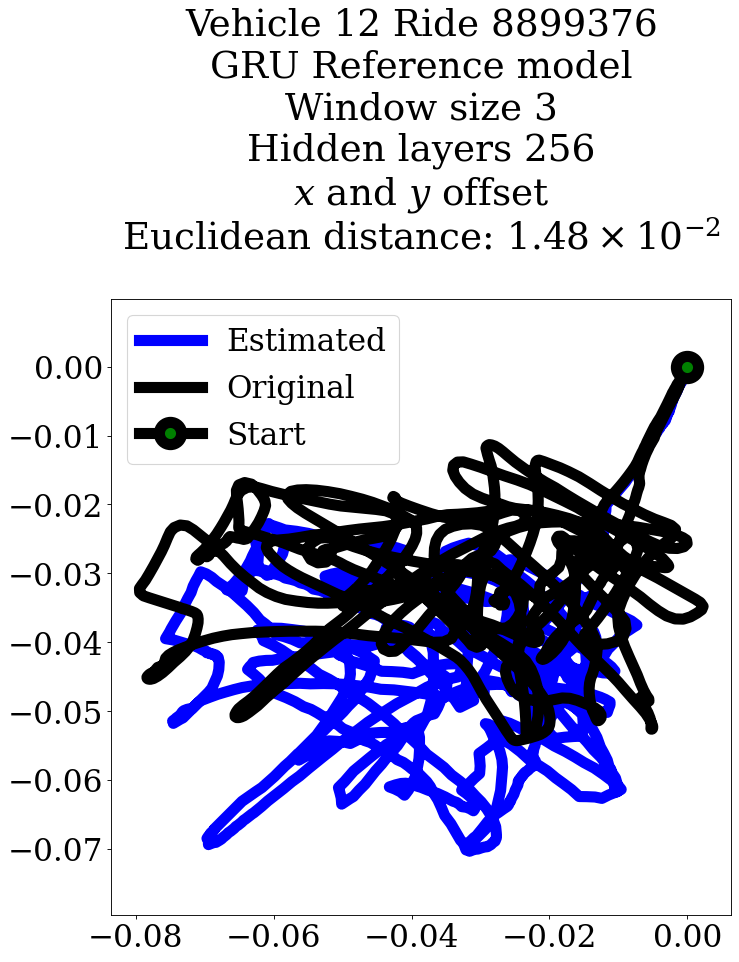 Vehicle 12 Ride 8899376
GRU Reference model
Window size 3
Hidden layers 256
x and y offset
Euclidean distance: 1.48 × 10⁻²
Estimated
Original
Start
0.00
−0.01
−0.02
−0.03
−0.04
−0.05
−0.06
−0.07
−0.08 −0.06 −0.04 −0.02 0.00